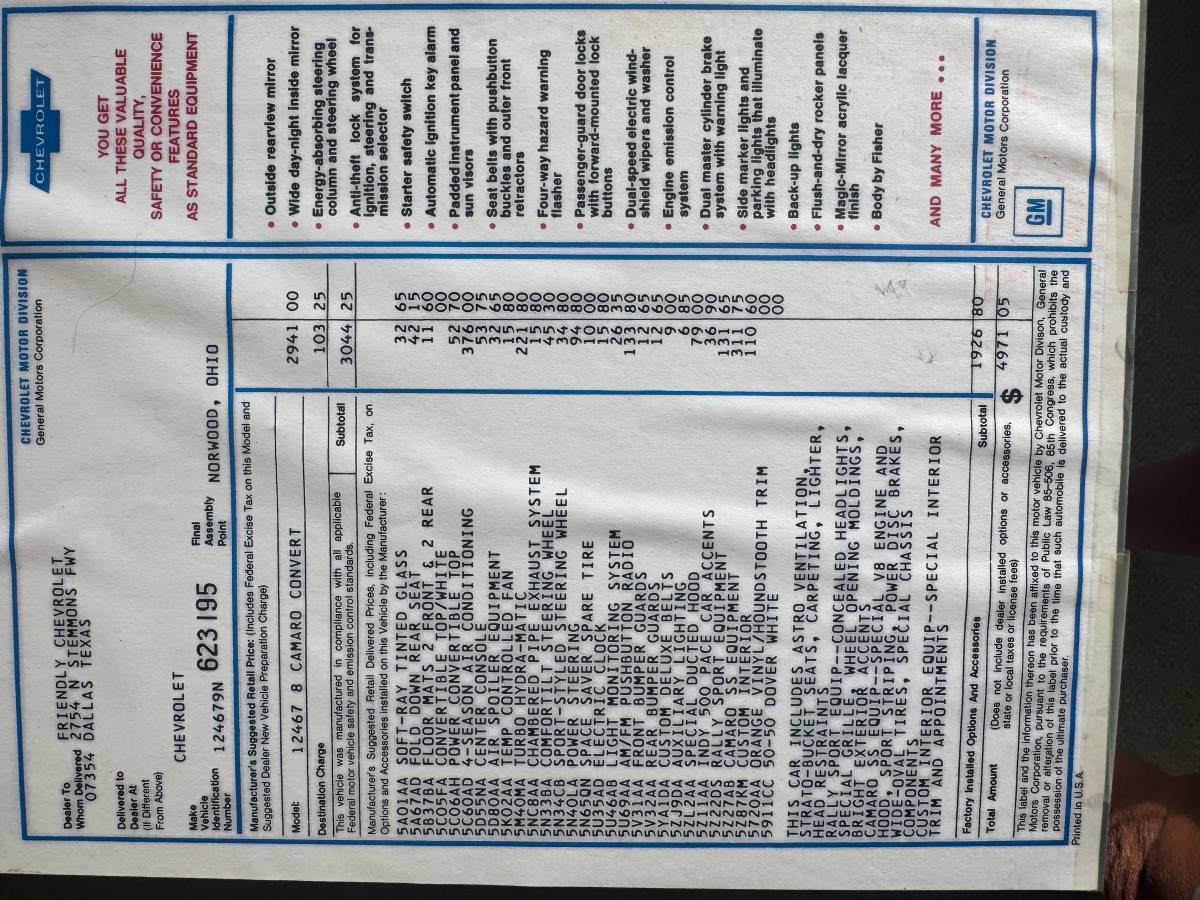 CHEVROLET MOTOR DIVISION
General Motors Corporation
Dealer To
Whom Delivered
FRIENDLY CHEVROLET
2754 N STEMMONS FWY
07354 DALLAS TEXAS
Delivered to
Dealer At
(If Different
From Above)
Make CHEVROLET
Vehicle
Identification
Number
124679N 623195
Final
Assembly
Point
NORWOOD, OHIO
Manufacturer's Suggested Retail Price: (Includes Federal Excise Tax on this Model and
Suggested Dealer New Vehicle Preparation Charge)
Model: 12467 8 CAMARO CONVERT 2941 00
Destination Charge 103 25
This vehicle was manufactured in compliance with all applicable
Federal motor vehicle safety and emission control standards.
Subtotal 3044 25
Manufacturer's Suggested Retail Delivered Prices, including Federal Excise Tax, on
Options and Accessories installed on this Vehicle by the Manufacturer:
5A01AA SOFT-RAY TINTED GLASS 32 65
5A67AD FOLD DOWN REAR SEAT 42 15
5B37BA FLOOR MATS 2 FRONT & 2 REAR 11 60
5C05FA CONVERTIBLE TOP/WHITE 00
5C06AH POWER CONVERTIBLE TOP 52 70
5C60AD 4-SEASON AIR CONDITIONING 376 00
5D55NA CENTER CONSOLE 53 75
5D80AA AIR SPOILER EQUIPMENT 32 65
5K02AA TEMP CONTROLLED FAN 15 80
5M40MA TURBO HYDRA-MATIC 221 80
CHAMBERED PIPE EXHAUST SYSTEM 15 80
5N33AA TILT STEERING WHEEL 45 30
5N34GB SPORT-STYLED STEERING WHEEL 34 80
5N40LA POWER STEERING 94 80
SPACE SAVER SPARE TIRE 10 00
5U35AD ELECTRIC CLOCK 15 80
5U46AB LIGHT MONITORING SYSTEM 26 35
5U69AA AM/FM PUSHBUTTON RADIO 133 80
5V31AA FRONT BUMPER GUARDS 12 65
5V32AA REAR BUMPER GUARDS 12 65
5YA1DA CUSTOM DELUXE BELTS 9 00
5ZJ9DA AUXILIARY LIGHTING 6 85
5ZL2AA SPECIAL DUCTED HOOD 79 00
5Z11AA INDY 500 PACE CAR ACCENTS 36 90
5Z22AA RALLY SPORT EQUIPMENT 131 65
5Z27AB CAMARO SS EQUIPMENT 311 75
5Z87KM CUSTOM INTERIOR 110 60
5720XA ORANGE VINYL/HOUNDSTOOTH TRIM 00
5911CC 50-50 DOVER WHITE 00
THIS CAR INCLUDES ASTRO VENTILATION,
STRATO-BUCKET SEATS, CARPETING, LIGHTER,
HEAD RESTRAINTS
RALLY SPORT EQUIP--CONCEALED HEADLIGHTS,
SPECIAL GRILLE, WHEEL OPENING MOLDINGS,
BRIGHT EXTERIOR ACCENTS
CAMARO SS EQUIP--SPECIAL V8 ENGINE AND
HOOD, SPORT STRIPING, POWER DISC BRAKES,
WIDE OVAL TIRES, SPECIAL CHASSIS
COMPONENTS
CUSTOM INTERIOR EQUIP--SPECIAL INTERIOR
TRIM AND APPOINTMENTS
Factory Installed Options And Accessories Subtotal 1926 80
Total Amount (Does not include dealer installed options or accessories,
state or local taxes or license fees) $ 4971 05
This label and the information thereon has been affixed to this motor vehicle by Chevrolet Motor Divison, General
Motors Corporation, pursuant to the requirements of Public Law 85-506, 85th Congress, which prohibits the
removal or alteration of this label prior to the time that such automobile is delivered to the actual custody and
possession of the ultimate purchaser.
Printed in U.S.A.
CHEVROLET
YOU GET
ALL THESE VALUABLE
QUALITY,
SAFETY OR CONVENIENCE
FEATURES
AS STANDARD EQUIPMENT
• Outside rearview mirror
• Wide day-night inside mirror
• Energy-absorbing steering
column and steering wheel
• Anti-theft lock system for
ignition, steering and trans-
mission selector
• Starter safety switch
• Automatic ignition key alarm
• Padded instrument panel and
sun visors
• Seat belts with pushbutton
buckles and outer front
retractors
• Four-way hazard warning
flasher
• Passenger-guard door locks
with forward-mounted lock
buttons
• Dual-speed electric wind-
shield wipers and washer
• Engine emission control
system
• Dual master cylinder brake
system with warning light
• Side marker lights and
parking lights that illuminate
with headlights
• Back-up lights
• Flush-and-dry rocker panels
• Magic-Mirror acrylic lacquer
finish
• Body by Fisher
AND MANY MORE ...
CHEVROLET MOTOR DIVISION
General Motors Corporation
GM